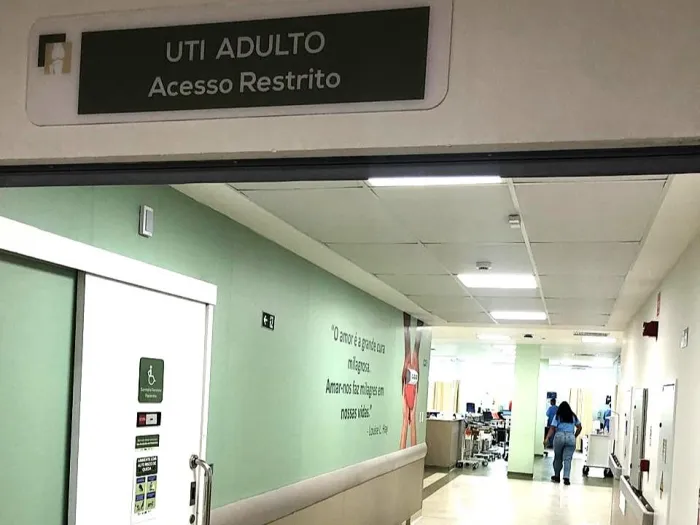 UTI ADULTO
Acesso Restrito
"O amor é a grande cura
milagrosa.
Amar-nos faz milagres em
nossas vidas."
- Louise L. Hay